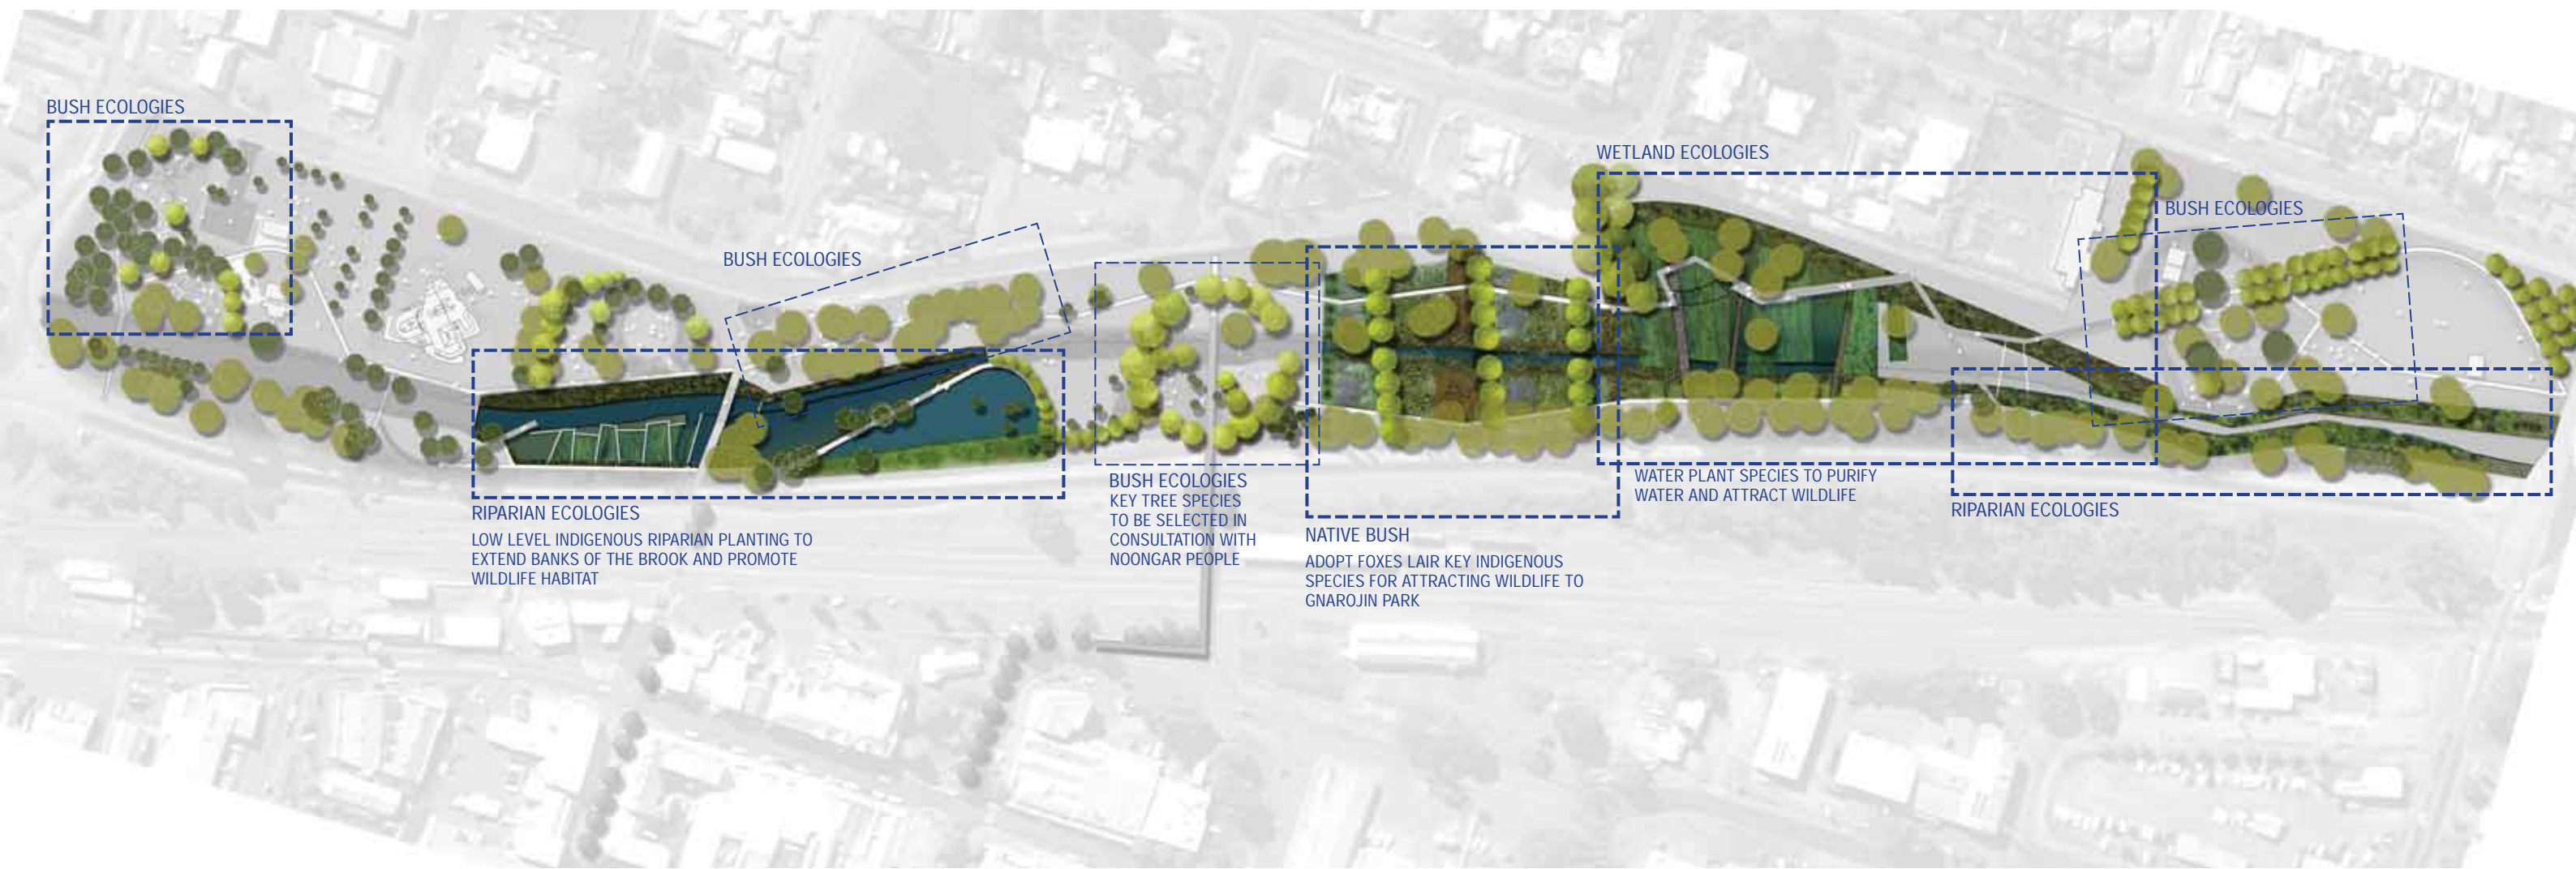 BUSH ECOLOGIES
BUSH ECOLOGIES
WETLAND ECOLOGIES
BUSH ECOLOGIES
RIPARIAN ECOLOGIES
LOW LEVEL INDIGENOUS RIPARIAN PLANTING TO
EXTEND BANKS OF THE BROOK AND PROMOTE
WILDLIFE HABITAT
BUSH ECOLOGIES
KEY TREE SPECIES
TO BE SELECTED IN
CONSULTATION WITH
NOONGAR PEOPLE
NATIVE BUSH
ADOPT FOXES LAIR KEY INDIGENOUS
SPECIES FOR ATTRACTING WILDLIFE TO
GNAROJIN PARK
WATER PLANT SPECIES TO PURIFY
WATER AND ATTRACT WILDLIFE
RIPARIAN ECOLOGIES